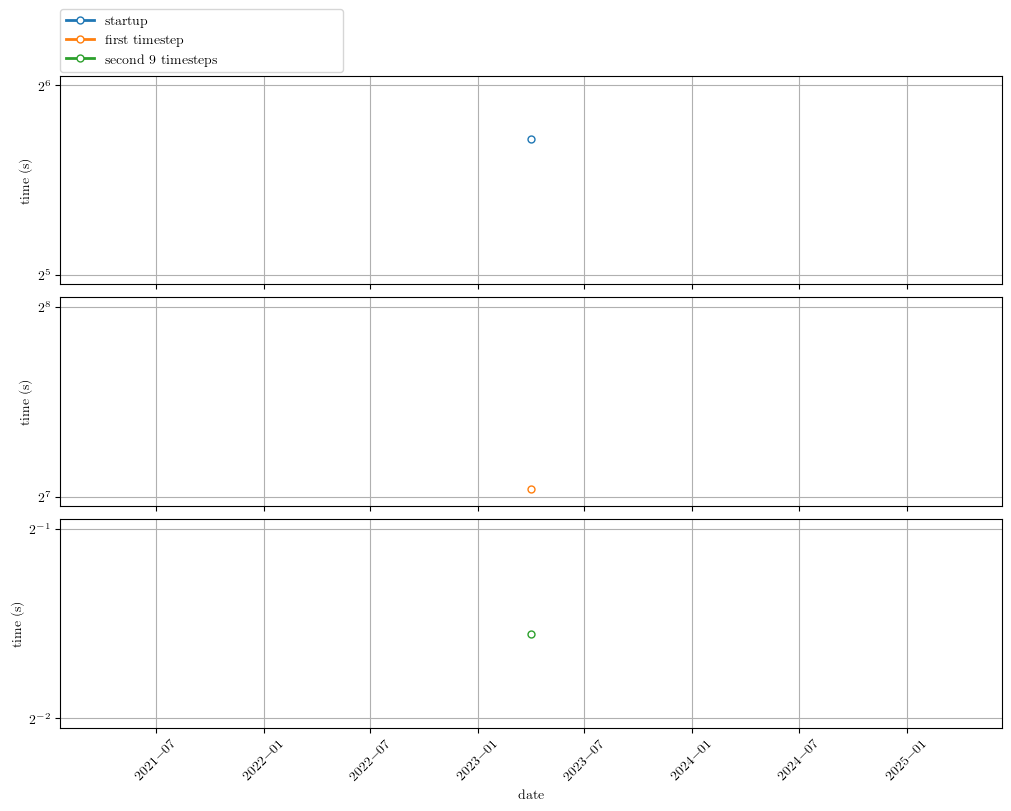 startup
first timestep
second 9 timesteps
2^6
time (s)
2^5
2^8
time (s)
2^7
2^−1
time (s)
2^−2
2021−07
2022−01
2022−07
2023−01
2023−07
2024−01
2024−07
2025−01
date